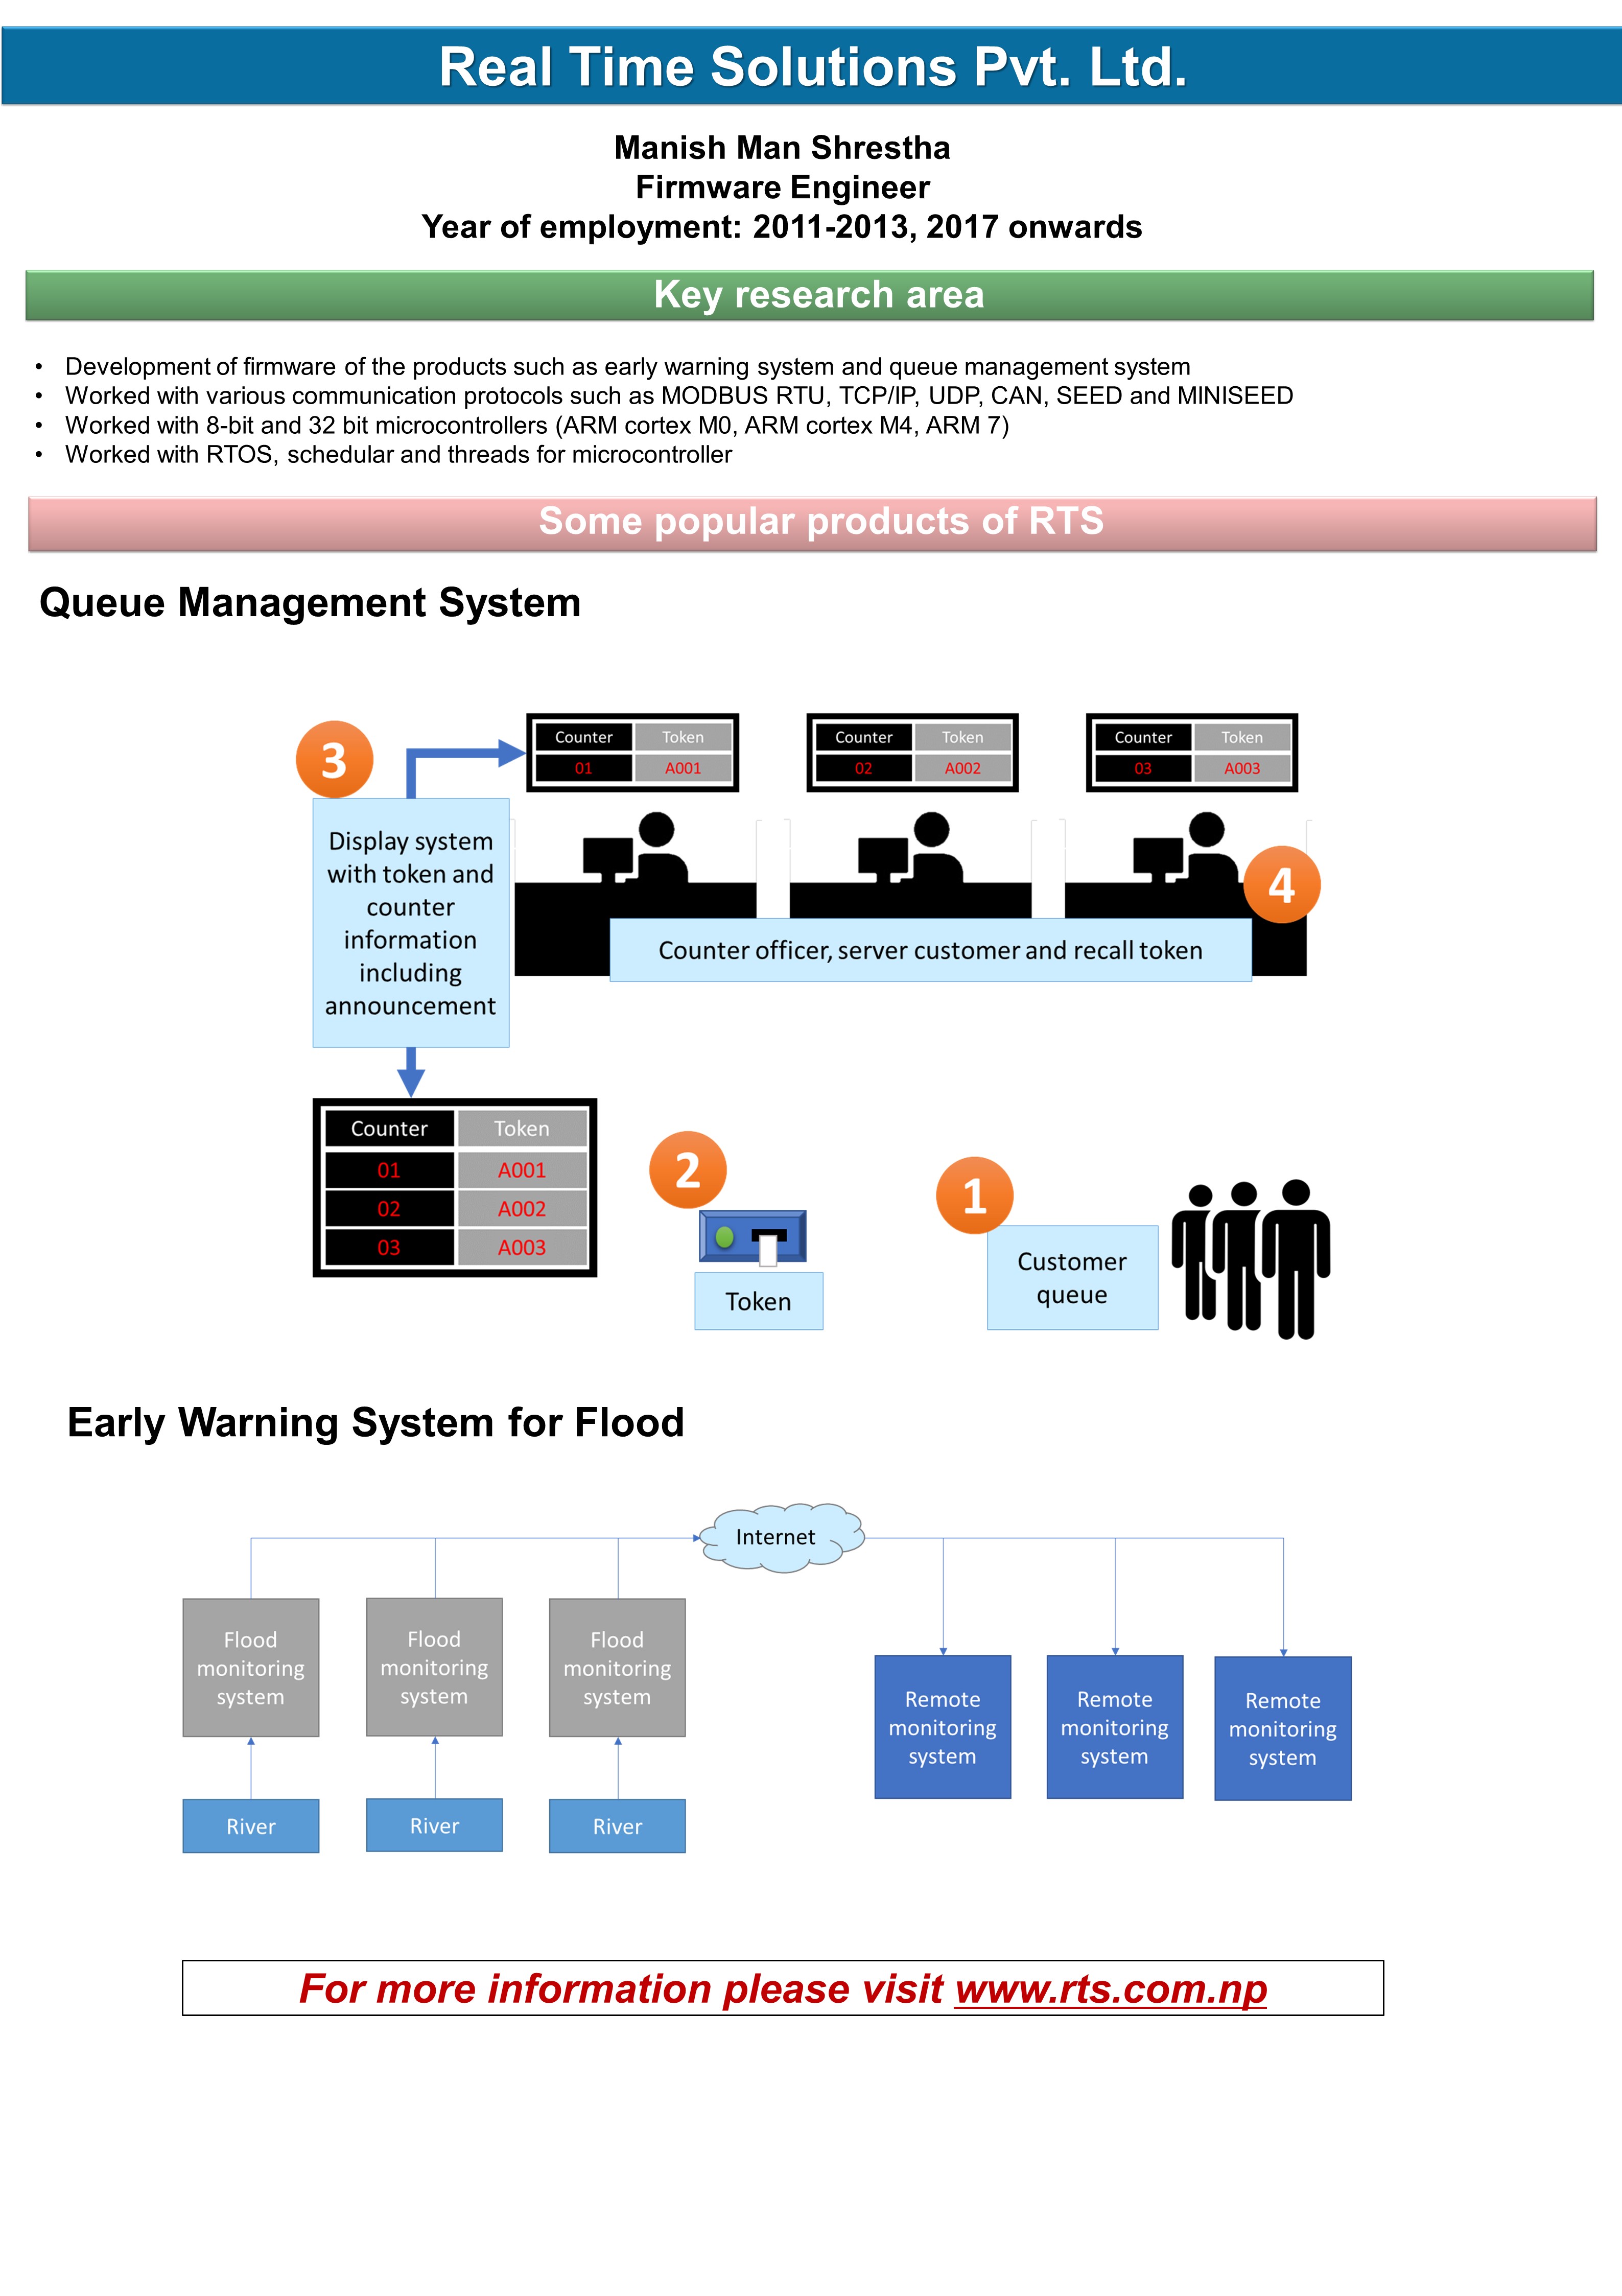 Real Time Solutions Pvt. Ltd.
Manish Man Shrestha
Firmware Engineer
Year of employment: 2011-2013, 2017 onwards
Key research area
• Development of firmware of the products such as early warning system and queue management system
• Worked with various communication protocols such as MODBUS RTU, TCP/IP, UDP, CAN, SEED and MINISEED
• Worked with 8-bit and 32 bit microcontrollers (ARM cortex M0, ARM cortex M4, ARM 7)
• Worked with RTOS, schedular and threads for microcontroller
Some popular products of RTS
Queue Management System
3
Counter Token
01 A001
Counter Token
02 A002
Counter Token
03 A003
Display system
with token and
counter
information
including
announcement
4
Counter officer, server customer and recall token
Counter Token
01 A001
02 A002
03 A003
2
Token
1
Customer
queue
Early Warning System for Flood
Internet
Flood
monitoring
system
Flood
monitoring
system
Flood
monitoring
system
Remote
monitoring
system
Remote
monitoring
system
Remote
monitoring
system
River
River
River
For more information please visit www.rts.com.np